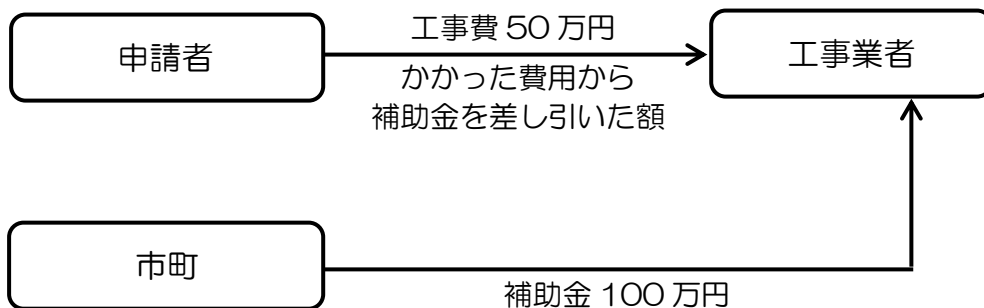 工事費 50 万円
申請者
工事業者
かかった費用から
補助金を差し引いた額
市町
補助金 100 万円